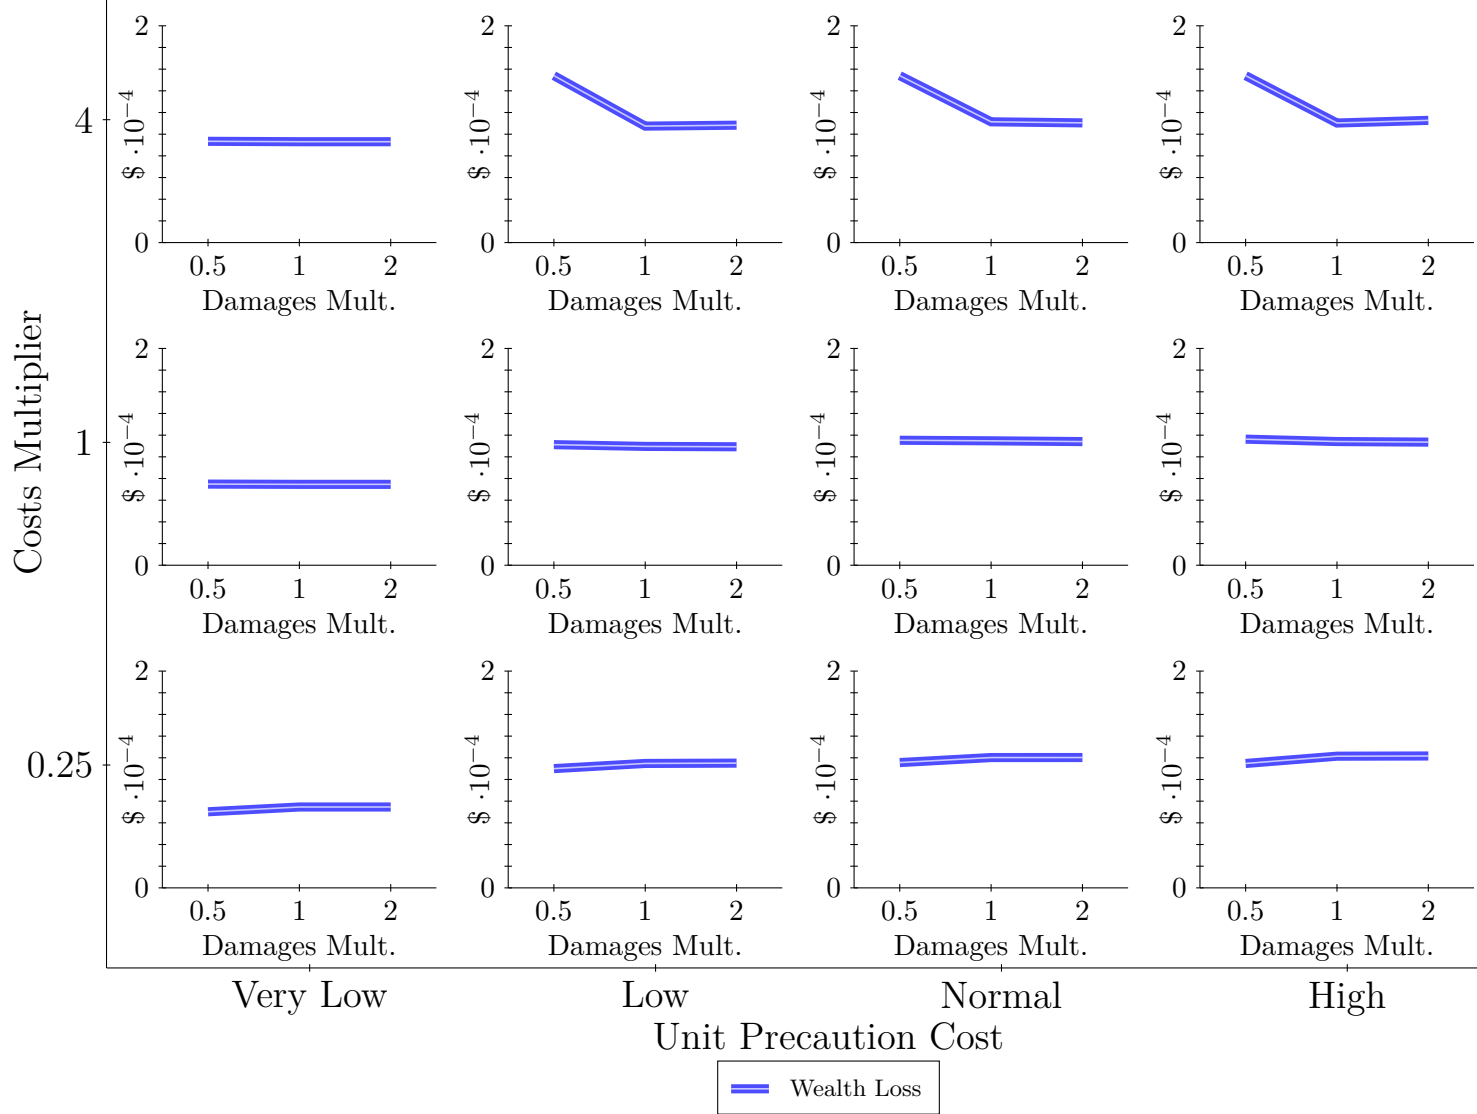 2
2
2
2
$ ·10⁻⁴
$ ·10⁻⁴
$ ·10⁻⁴
$ ·10⁻⁴
4
0
0
0
0
0.5 1 2
0.5 1 2
0.5 1 2
0.5 1 2
Damages Mult.
Damages Mult.
Damages Mult.
Damages Mult.
Costs Multiplier
2
2
2
2
$ ·10⁻⁴
$ ·10⁻⁴
$ ·10⁻⁴
$ ·10⁻⁴
1
0
0
0
0
0.5 1 2
0.5 1 2
0.5 1 2
0.5 1 2
Damages Mult.
Damages Mult.
Damages Mult.
Damages Mult.
2
2
2
2
$ ·10⁻⁴
$ ·10⁻⁴
$ ·10⁻⁴
$ ·10⁻⁴
0.25
0
0
0
0
0.5 1 2
0.5 1 2
0.5 1 2
0.5 1 2
Damages Mult.
Damages Mult.
Damages Mult.
Damages Mult.
Very Low
Low
Normal
High
Unit Precaution Cost
Wealth Loss